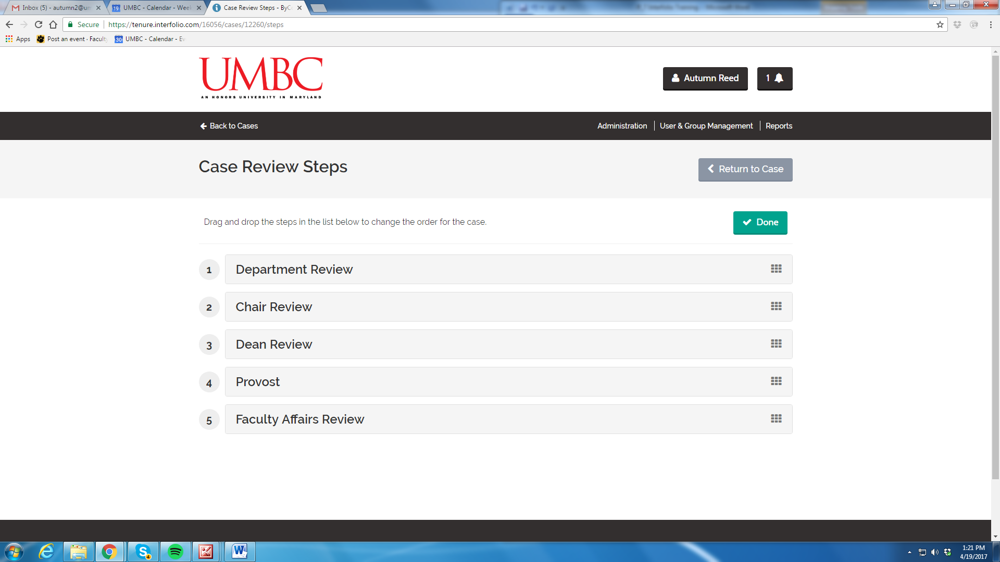 Inbox (5) - autumn2@um
UMBC - Calendar - Week
Case Review Steps - ByC
Secure
https://tenure.interfolio.com/16056/cases/12260/steps
Apps
Post an event · Facult
30 UMBC - Calendar - Ev
UMBC
AN HONORS UNIVERSITY IN MARYLAND
Autumn Reed
1
Back to Cases
Administration
User & Group Management
Reports
Case Review Steps
Return to Case
Drag and drop the steps in the list below to change the order for the case.
Done
1 Department Review
2 Chair Review
3 Dean Review
4 Provost
5 Faculty Affairs Review
1:21 PM
4/19/2017